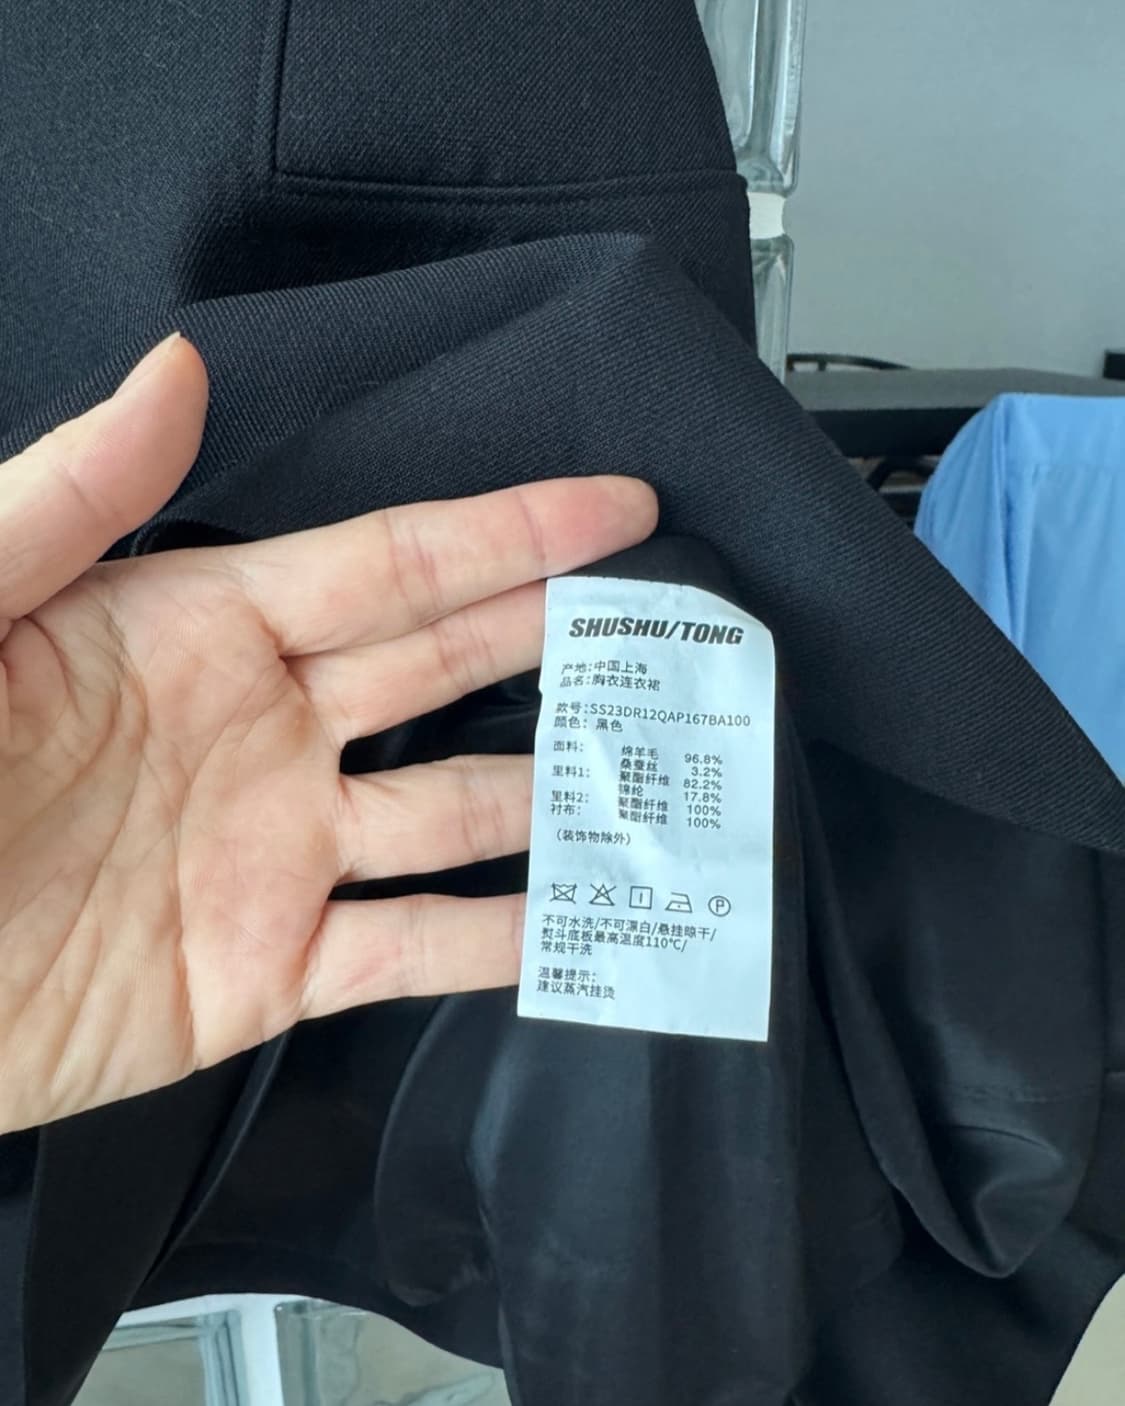 SHUSHU/TONG
产地:中国上海
品名:胸衣连衣裙
款号:SS23DR12QAP167BA100
颜色: 黑色
面料: 绵羊毛 96.8%
桑蚕丝 3.2%
里料1: 聚酯纤维 82.2%
锦纶 17.8%
里料2: 聚酯纤维 100%
衬布: 聚酯纤维 100%
(装饰物除外)
P
不可水洗/不可漂白/悬挂晾干/
熨斗底板最高温度110℃/
常规干洗
温馨提示:
建议蒸汽挂烫